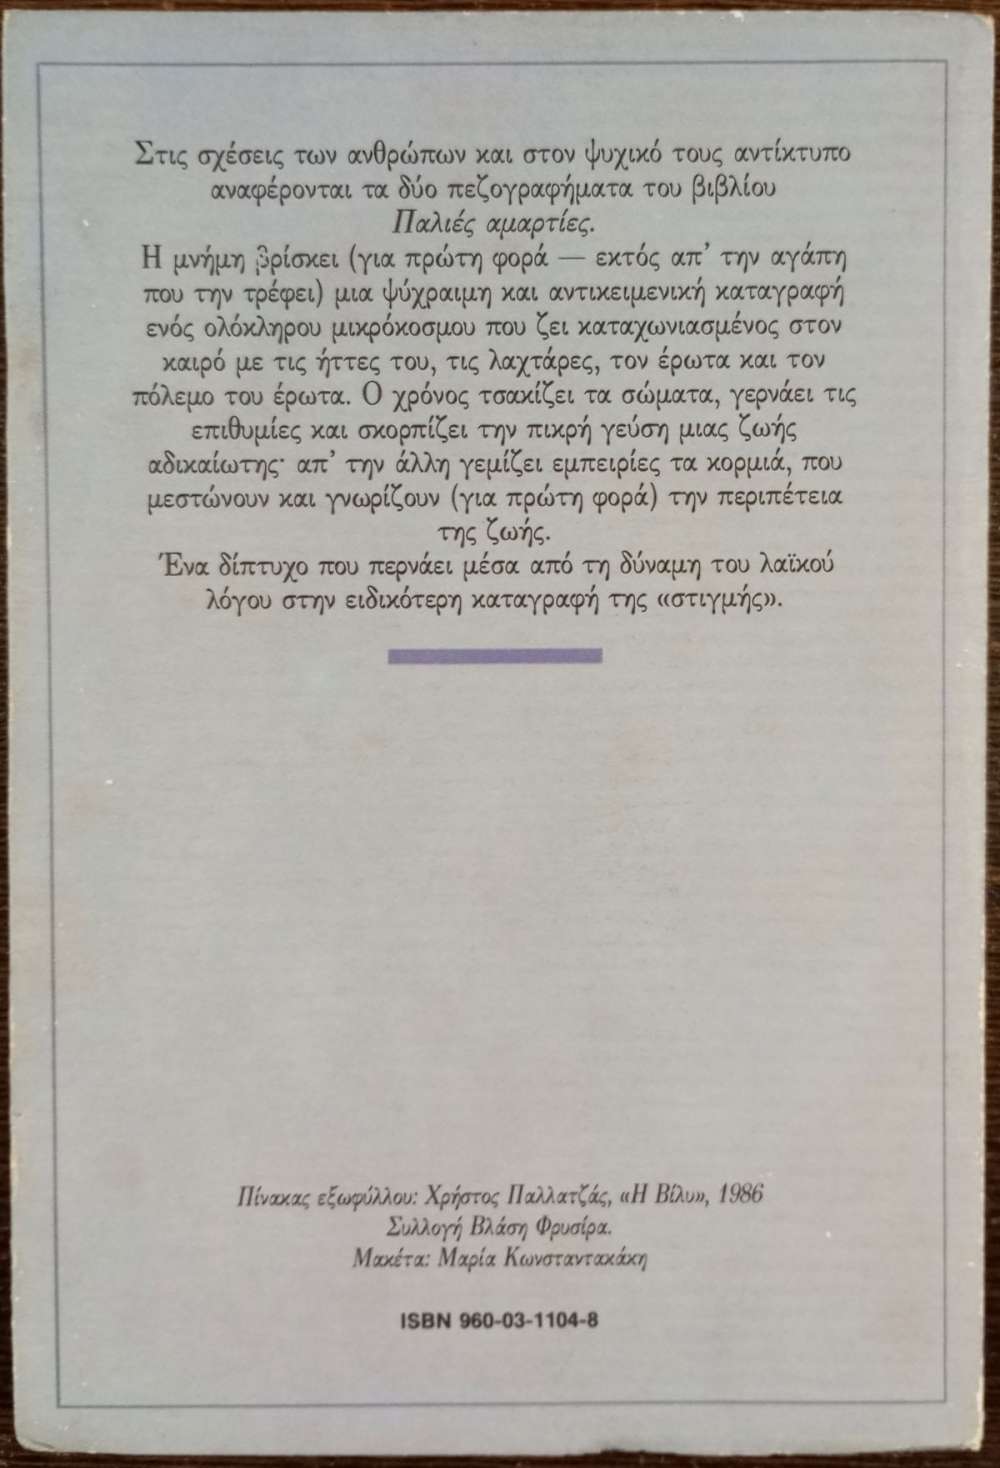 Στις σχέσεις των ανθρώπων και στον ψυχικό τους αντίκτυπο
αναφέρονται τα δύο πεζογραφήματα του βιβλίου
Παλιές αμαρτίες.
Η μνήμη βρίσκει (για πρώτη φορά — εκτός απ’ την αγάπη
που την τρέφει) μια ψύχραιμη και αντικειμενική καταγραφή
ενός ολόκληρου μικρόκοσμου που ζει καταχωνιασμένος στον
καιρό με τις ήττες του, τις λαχτάρες, τον έρωτα και τον
πόλεμο του έρωτα. Ο χρόνος τσακίζει τα σώματα, γερνάει τις
επιθυμίες και σκορπίζει την πικρή γεύση μιας ζωής
αδικαίωτης· απ’ την άλλη γεμίζει εμπειρίες τα κορμιά, που
μεστώνουν και γνωρίζουν (για πρώτη φορά) την περιπέτεια
της ζωής.
Ένα δίπτυχο που περνάει μέσα από τη δύναμη του λαϊκού
λόγου στην ειδικότερη καταγραφή της «στιγμής».
Πίνακας εξωφύλλου: Χρήστος Παλλατζάς, «Η Βίλυ», 1986
Συλλογή Βλάση Φρυσίρα.
Μακέτα: Μαρία Κωνσταντακάκη
ISBN 960-03-1104-8